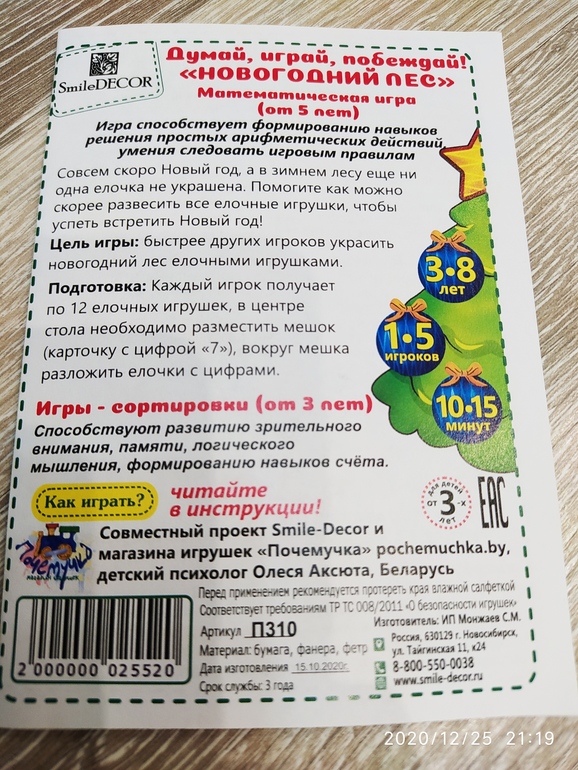 SmileDECOR
Думай, играй, побеждай!
«НОВОГОДНИЙ ЛЕС»
Математическая игра
(от 5 лет)
Игра способствует формированию навыков
решения простых арифметических действий,
умения следовать игровым правилам
Совсем скоро Новый год, а в зимнем лесу еще ни
одна елочка не украшена. Помогите как можно
скорее развесить все елочные игрушки, чтобы
успеть встретить Новый год!
Цель игры: быстрее других игроков украсить
новогодний лес елочными игрушками.
Подготовка: Каждый игрок получает
по 12 елочных игрушек, в центре
стола необходимо разместить мешок
(карточку с цифрой «7»), вокруг мешка
разложить елочки с цифрами.
3•8
лет
1•5
игроков
10•15
минут
Игры - сортировки (от 3 лет)
Способствуют развитию зрительного
внимания, памяти, логического
мышления, формированию навыков счёта.
Как играть?
читайте
в инструкции!
для детей
от 3-х
лет
EAC
Почемучка
магазин игрушек
Совместный проект Smile-Decor и
магазина игрушек «Почемучка» pochemuchka.by,
детский психолог Олеся Аксюта, Беларусь
Перед применением рекомендуется протереть края влажной салфеткой
Соответствует требованиям ТР ТС 008/2011 «О безопасности игрушек»
Артикул П310
Материал: бумага, фанера, фетр
Дата изготовления 15.10.2020г.
Срок службы: 3 года
Изготовитель: ИП Монжаев С.М.
Россия, 630129 г. Новосибирск,
ул. Тайгинская 11, к24
8-800-550-0038
www.smile-decor.ru
2 000000 025520
2020/12/25 21:19